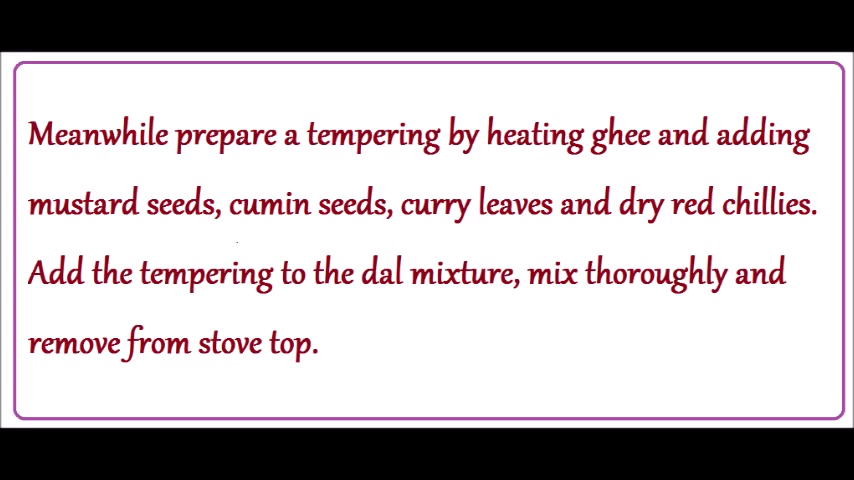 Meanwhile prepare a tempering by heating ghee and adding
mustard seeds, cumin seeds, curry leaves and dry red chillies.
Add the tempering to the dal mixture, mix thoroughly and
remove from stove top.